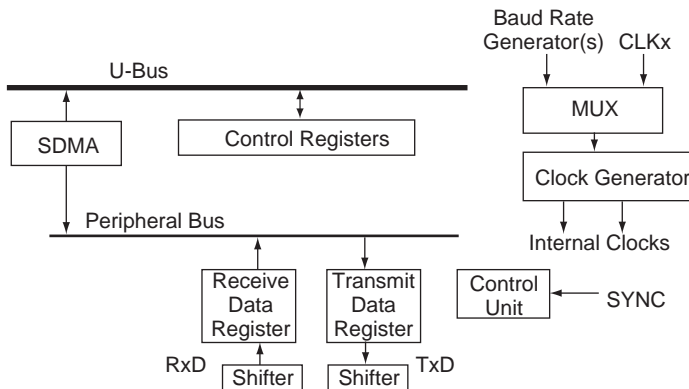 Baud Rate
Generator(s)
CLKx
U-Bus
MUX
SDMA
Control Registers
Clock Generator
Peripheral Bus
Internal Clocks
Receive
Data
Register
Transmit
Data
Register
Control
Unit
SYNC
RxD
Shifter
Shifter
TxD